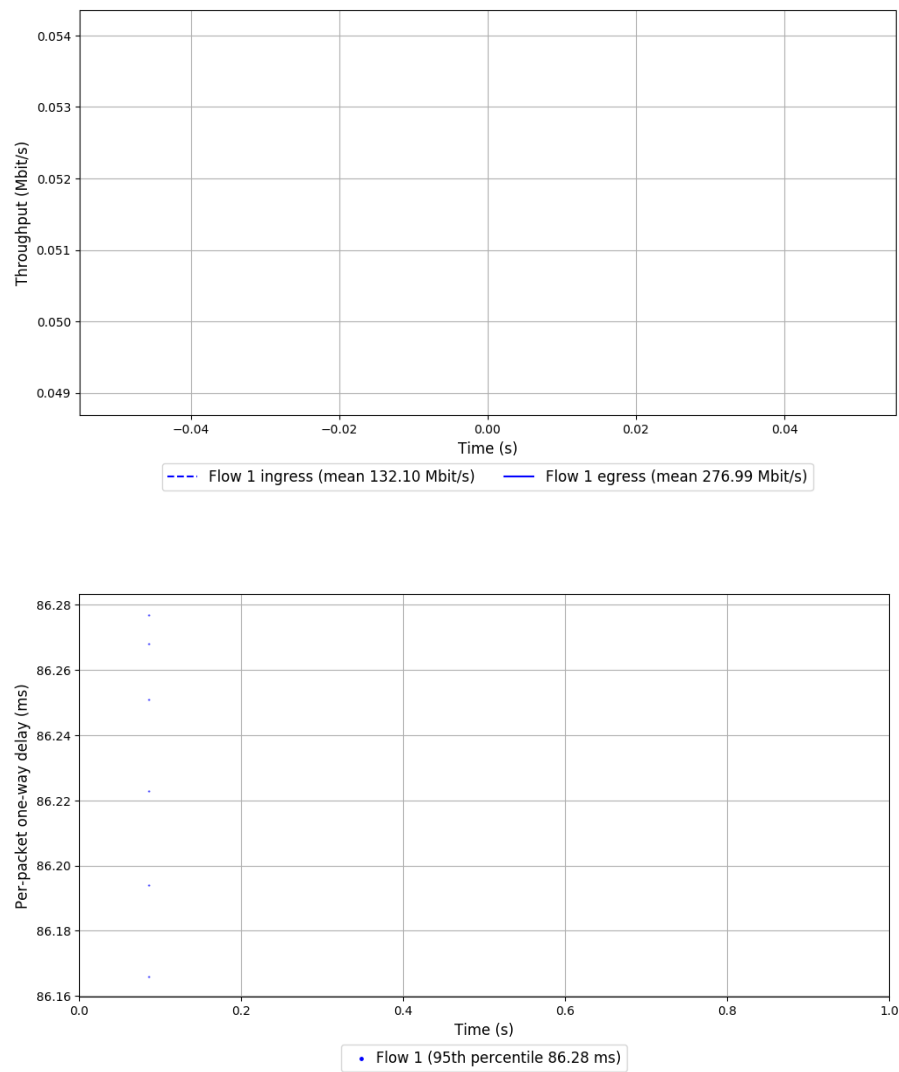 0.054
0.053
0.052
0.051
0.050
0.049
Throughput (Mbit/s)
−0.04 −0.02 0.00 0.02 0.04
Time (s)
Flow 1 ingress (mean 132.10 Mbit/s) Flow 1 egress (mean 276.99 Mbit/s)
86.28
86.26
86.24
86.22
86.20
86.18
86.16
Per-packet one-way delay (ms)
0.0 0.2 0.4 0.6 0.8 1.0
Time (s)
Flow 1 (95th percentile 86.28 ms)